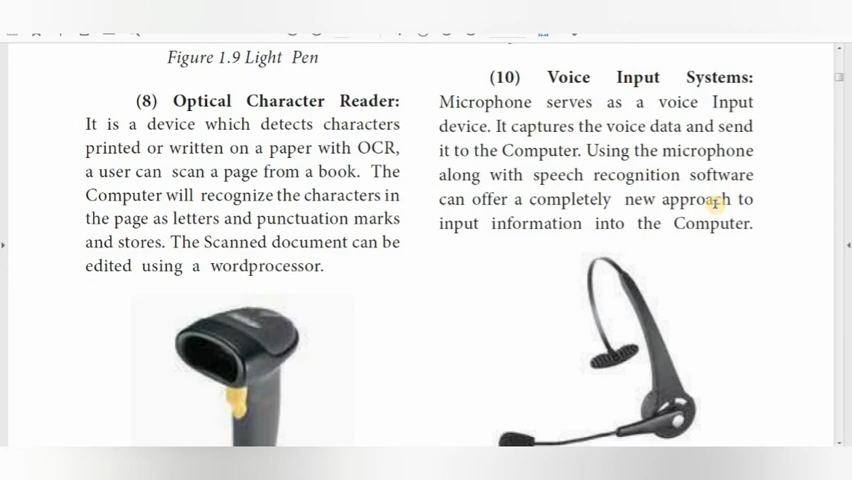 Figure 1.9 Light Pen
(8) Optical Character Reader:
It is a device which detects characters
printed or written on a paper with OCR,
a user can scan a page from a book. The
Computer will recognize the characters in
the page as letters and punctuation marks
and stores. The Scanned document can be
edited using a wordprocessor.
(10) Voice Input Systems:
Microphone serves as a voice Input
device. It captures the voice data and send
it to the Computer. Using the microphone
along with speech recognition software
can offer a completely new approach to
input information into the Computer.